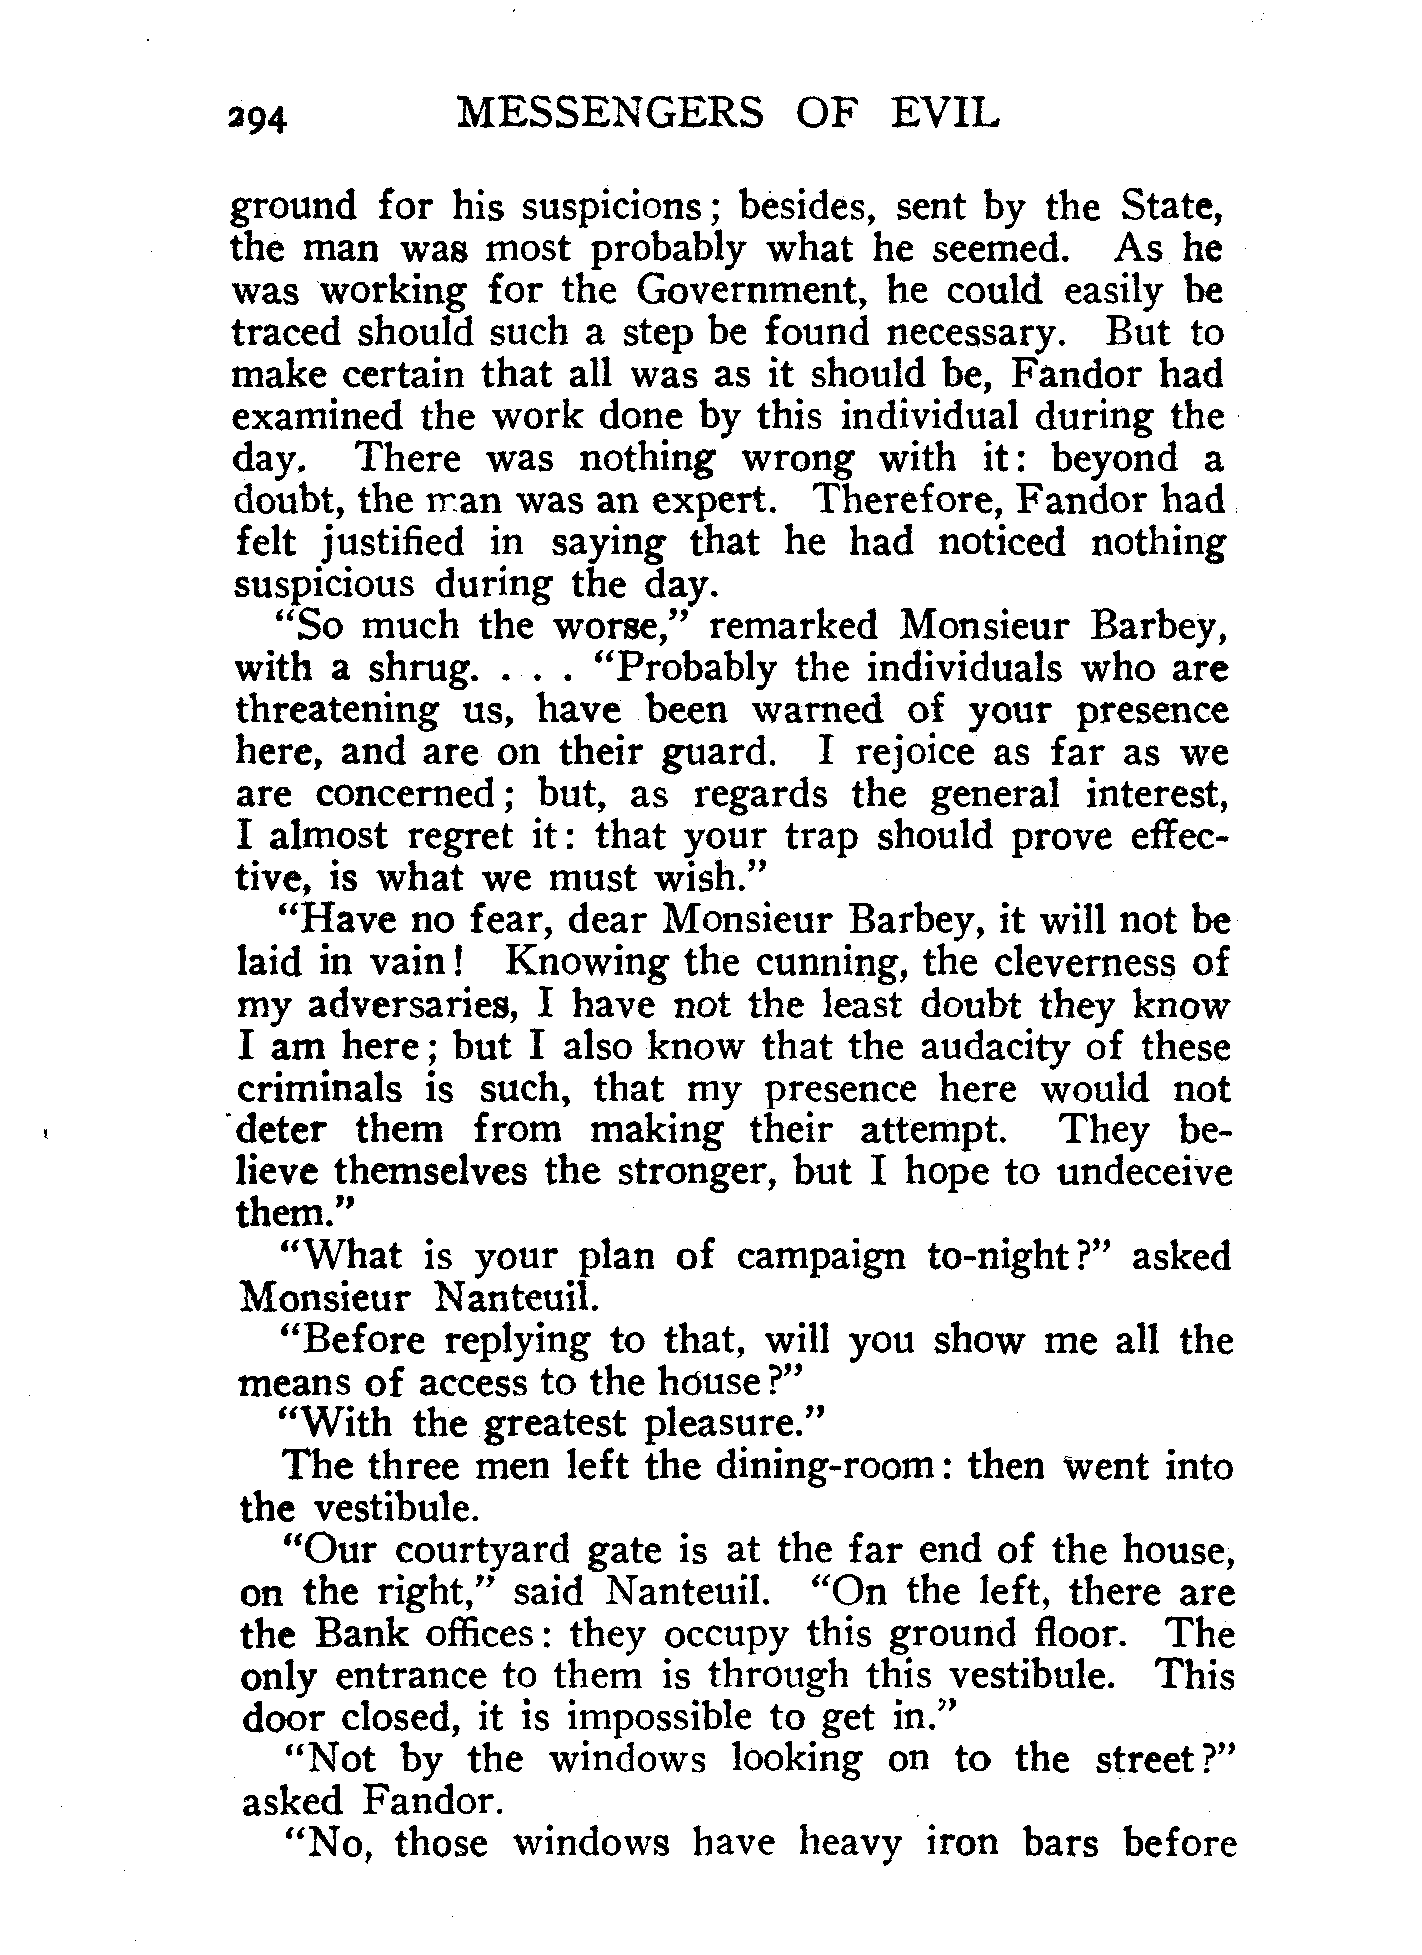 294 MESSENGERS OF EVIL
ground for his suspicions; besides, sent by the State,
the man was most probably what he seemed. As he
was working for the Government, he could easily be
traced should such a step be found necessary. But to
make certain that all was as it should be, Fandor had
examined the work done by this individual during the
day. There was nothing wrong with it: beyond a
doubt, the man was an expert. Therefore, Fandor had
felt justified in saying that he had noticed nothing
suspicious during the day.
"So much the worse," remarked Monsieur Barbey,
with a shrug. . . . "Probably the individuals who are
threatening us, have been warned of your presence
here, and are on their guard. I rejoice as far as we
are concerned; but, as regards the general interest,
I almost regret it: that your trap should prove effec-
tive, is what we must wish."
"Have no fear, dear Monsieur Barbey, it will not be
laid in vain! Knowing the cunning, the cleverness of
my adversaries, I have not the least doubt they know
I am here; but I also know that the audacity of these
criminals is such, that my presence here would not
deter them from making their attempt. They be-
lieve themselves the stronger, but I hope to undeceive
them."
"What is your plan of campaign to-night?" asked
Monsieur Nanteuil.
"Before replying to that, will you show me all the
means of access to the house?"
"With the greatest pleasure."
The three men left the dining-room: then went into
the vestibule.
"Our courtyard gate is at the far end of the house,
on the right," said Nanteuil. "On the left, there are
the Bank offices: they occupy this ground floor. The
only entrance to them is through this vestibule. This
door closed, it is impossible to get in."
"Not by the windows looking on to the street?"
asked Fandor.
"No, those windows have heavy iron bars before